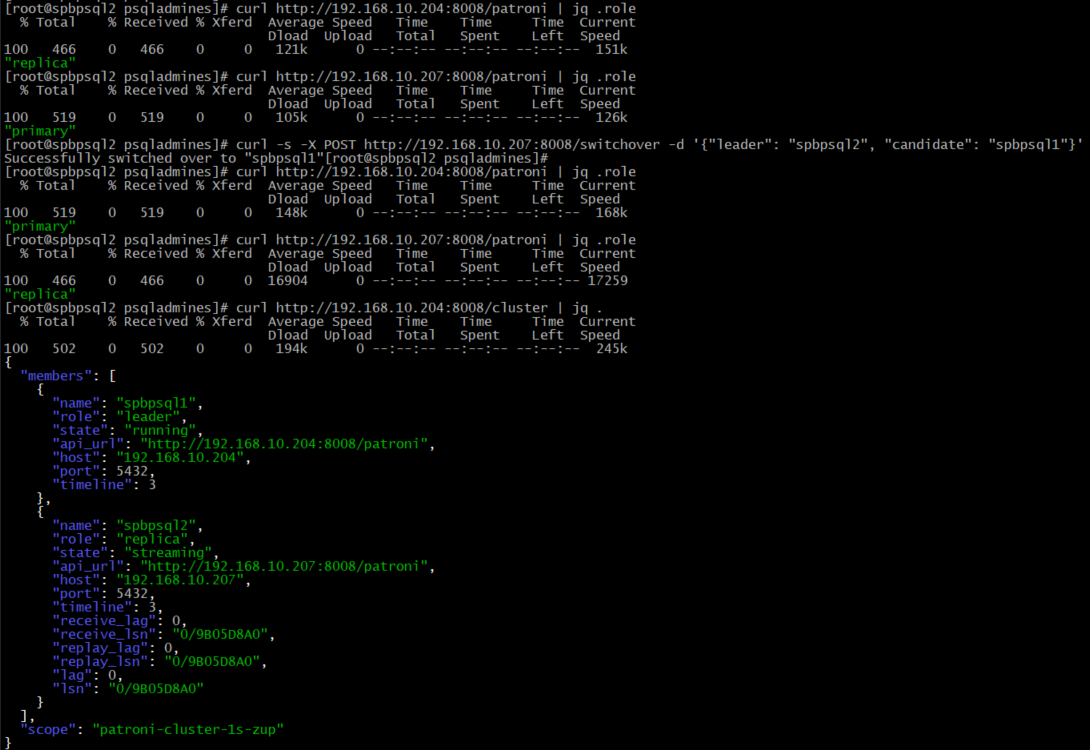 [root@spbpsql2 psqladmines]# curl http://192.168.10.204:8008/patroni | jq .role
  % Total    % Received % Xferd  Average Speed   Time    Time     Time  Current
                                 Dload  Upload   Total   Spent    Left  Speed
100   466    0   466    0     0   121k      0 --:--:-- --:--:-- --:--:--  151k
"replica"
[root@spbpsql2 psqladmines]# curl http://192.168.10.207:8008/patroni | jq .role
  % Total    % Received % Xferd  Average Speed   Time    Time     Time  Current
                                 Dload  Upload   Total   Spent    Left  Speed
100   519    0   519    0     0   105k      0 --:--:-- --:--:-- --:--:--  126k
"primary"
[root@spbpsql2 psqladmines]# curl -s -X POST http://192.168.10.207:8008/switchover -d '{"leader": "spbpsql2", "candidate": "spbpsql1"}'
Successfully switched over to "spbpsql1"[root@spbpsql2 psqladmines]#
[root@spbpsql2 psqladmines]# curl http://192.168.10.204:8008/patroni | jq .role
  % Total    % Received % Xferd  Average Speed   Time    Time     Time  Current
                                 Dload  Upload   Total   Spent    Left  Speed
100   519    0   519    0     0   148k      0 --:--:-- --:--:-- --:--:--  168k
"primary"
[root@spbpsql2 psqladmines]# curl http://192.168.10.207:8008/patroni | jq .role
  % Total    % Received % Xferd  Average Speed   Time    Time     Time  Current
                                 Dload  Upload   Total   Spent    Left  Speed
100   466    0   466    0     0  16904      0 --:--:-- --:--:-- --:--:-- 17259
"replica"
[root@spbpsql2 psqladmines]# curl http://192.168.10.204:8008/cluster | jq .
  % Total    % Received % Xferd  Average Speed   Time    Time     Time  Current
                                 Dload  Upload   Total   Spent    Left  Speed
100   502    0   502    0     0   194k      0 --:--:-- --:--:-- --:--:--  245k
{
  "members": [
    {
      "name": "spbpsql1",
      "role": "leader",
      "state": "running",
      "api_url": "http://192.168.10.204:8008/patroni",
      "host": "192.168.10.204",
      "port": 5432,
      "timeline": 3
    },
    {
      "name": "spbpsql2",
      "role": "replica",
      "state": "streaming",
      "api_url": "http://192.168.10.207:8008/patroni",
      "host": "192.168.10.207",
      "port": 5432,
      "timeline": 3,
      "receive_lag": 0,
      "receive_lsn": "0/9B05D8A0",
      "replay_lag": 0,
      "replay_lsn": "0/9B05D8A0",
      "lag": 0,
      "lsn": "0/9B05D8A0"
    }
  ],
  "scope": "patroni-cluster-1s-zup"
}